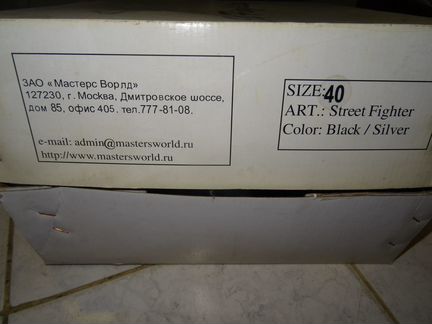 ЗАО «Мастерс Ворлд»
127230, г. Москва, Дмитровское шоссе,
дом 85, офис 405. тел.777-81-08.
e-mail: admin@mastersworld.ru
http://www.mastersworld.ru
SIZE: 40
ART.: Street Fighter
Color: Black / Silver